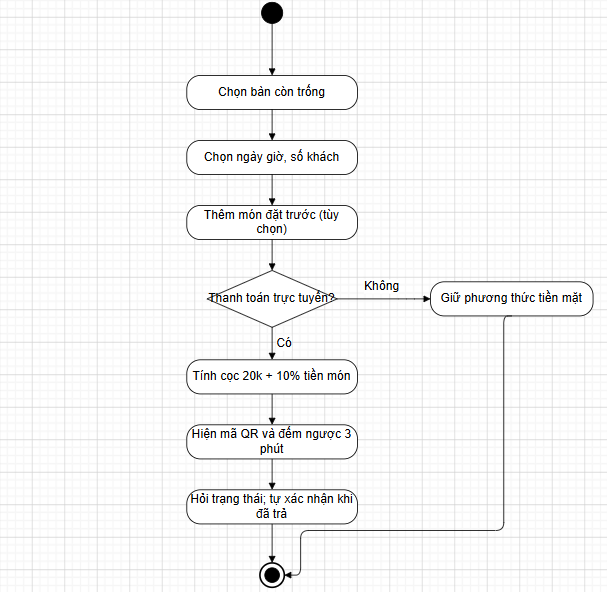 Chọn bản còn trống
Chọn ngày giờ, số khách
Thêm món đặt trước (tùy
chọn)
Thanh toán trực tuyến?
Không
Giữ phương thức tiền mặt
Có
Tính cọc 20k + 10% tiền món
Hiện mã QR và đếm ngược 3
phút
Hỏi trạng thái; tự xác nhận khi
đã trả